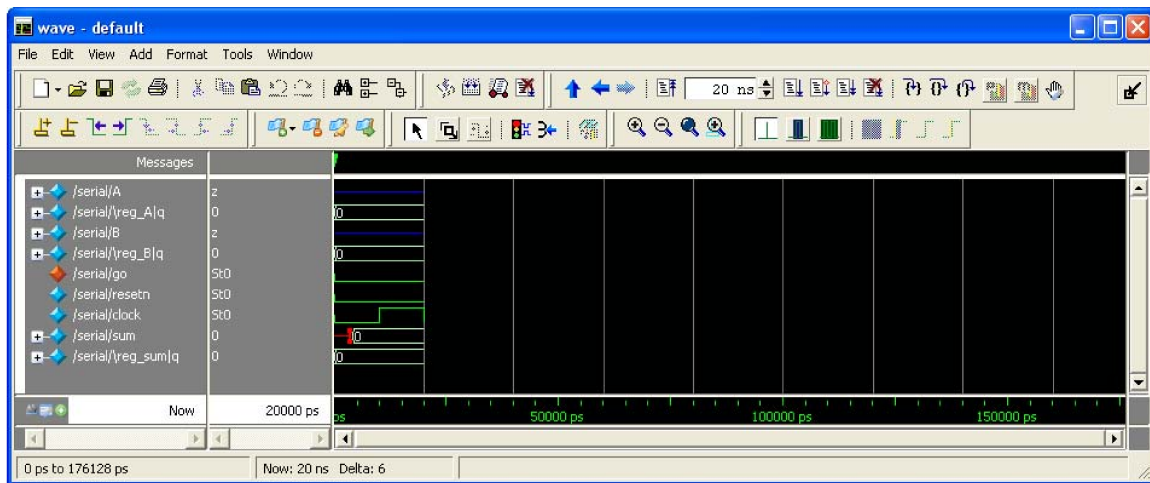 wave - default
File Edit View Add Format Tools Window
20 ns
Messages
/serial/A z
/serial/\reg_A|q 0 0
/serial/B z
/serial/\reg_B|q 0 0
/serial/go St0
/serial/resetn St0
/serial/clock St0
/serial/sum 0 0
/serial/\reg_sum|q 0 0
Now 20000 ps ps 50000 ps 100000 ps 150000 ps
0 ps to 176128 ps Now: 20 ns Delta: 6